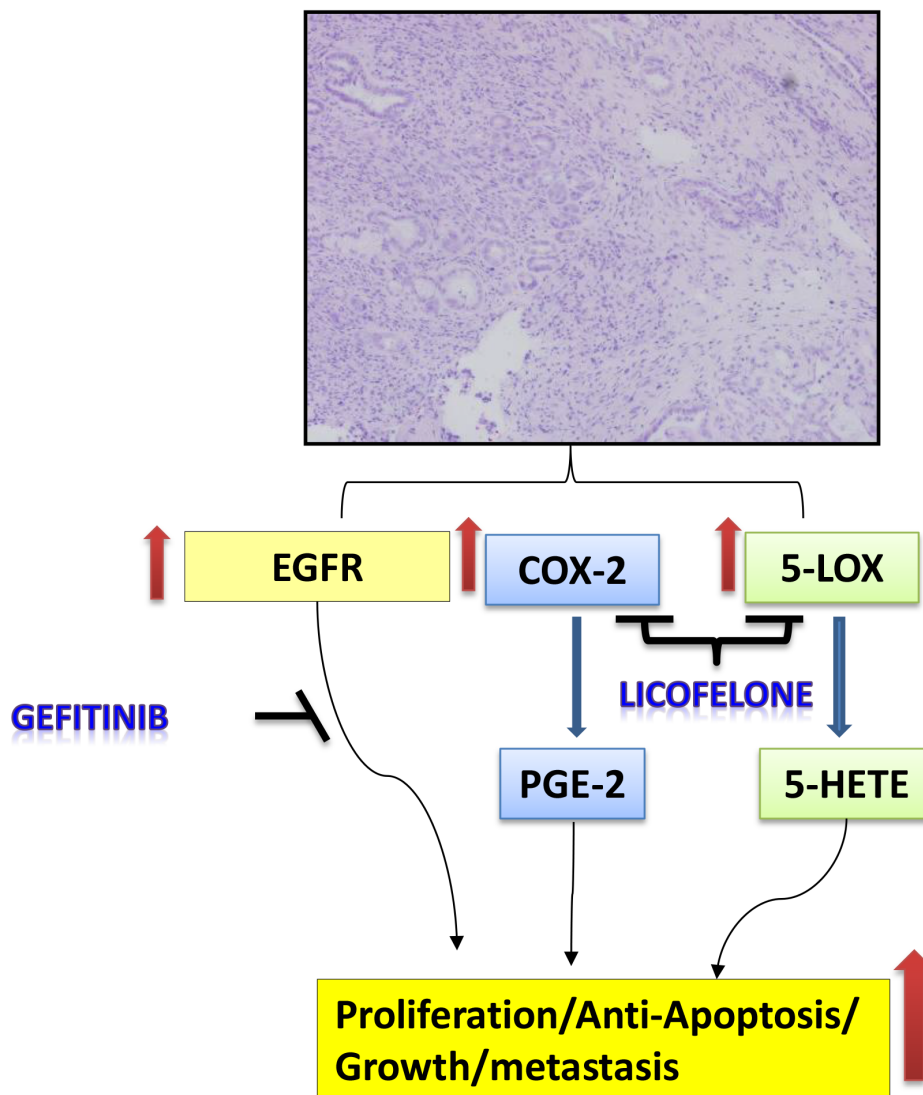 EGFR
COX-2
5-LOX
GEFITINIB
LICOFELONE
PGE-2
5-HETE
Proliferation/Anti-Apoptosis/
Growth/metastasis